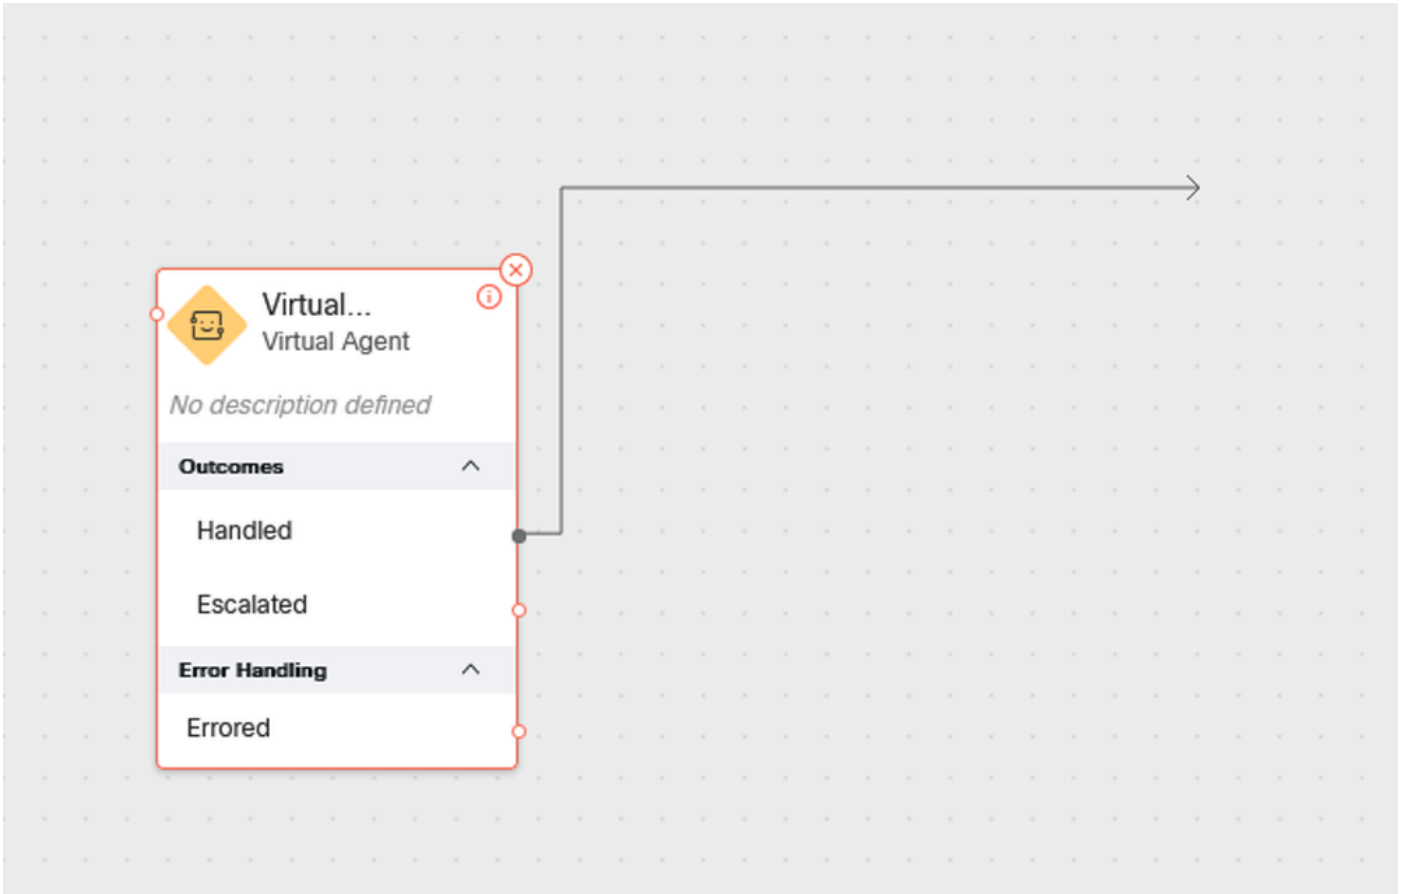 Virtual...
Virtual Agent
No description defined
Outcomes
Handled
Escalated
Error Handling
Errored